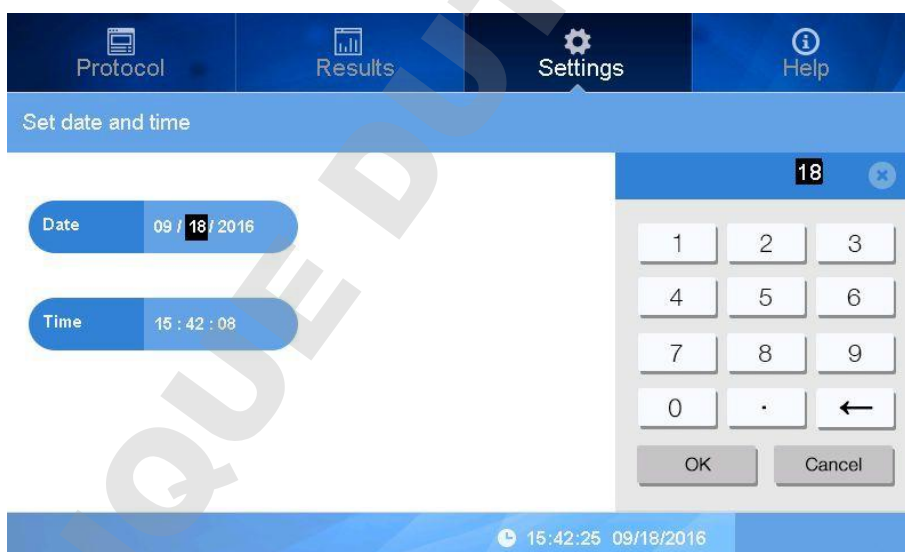 Protocol
Results
Settings
Help
Set date and time
18
Date 09 / 18 / 2016
1 2 3
Time 15 : 42 : 08
4 5 6
7 8 9
0 . ←
OK Cancel
15:42:25 09/18/2016